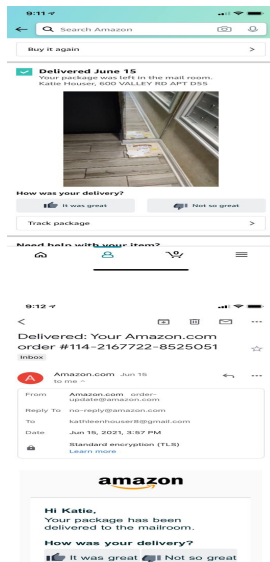 9:11
Search Amazon
Buy it again >
Delivered June 15
Your package was left in the mail room.
Katie Houser, 600 VALLEY RD APT D55
How was your delivery?
It was great
Not so great
Track package >
Need help with your item?
9:12
Delivered: Your Amazon.com
order #114-2167722-8525051
Inbox
A
Amazon.com Jun 15
to me
From Amazon.com order-
update@amazon.com
Reply To no-reply@amazon.com
To kathleenhouser8@gmail.com
Date Jun 15, 2021, 3:57 PM
Standard encryption (TLS)
Learn more
amazon
Hi Katie,
Your package has been
delivered to the mailroom.
How was your delivery?
It was great Not so great